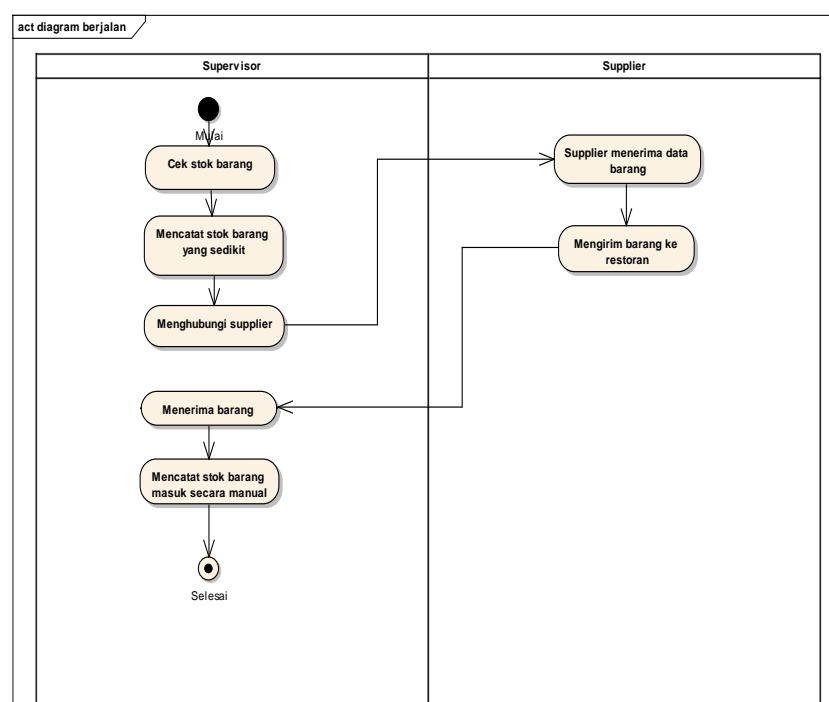 act diagram berjalan
Supervisor
Supplier
Mulai
Cek stok barang
Mencatat stok barang
yang sedikit
Menghubungi supplier
Supplier menerima data
barang
Mengirim barang ke
restoran
Menerima barang
Mencatat stok barang
masuk secara manual
Selesai